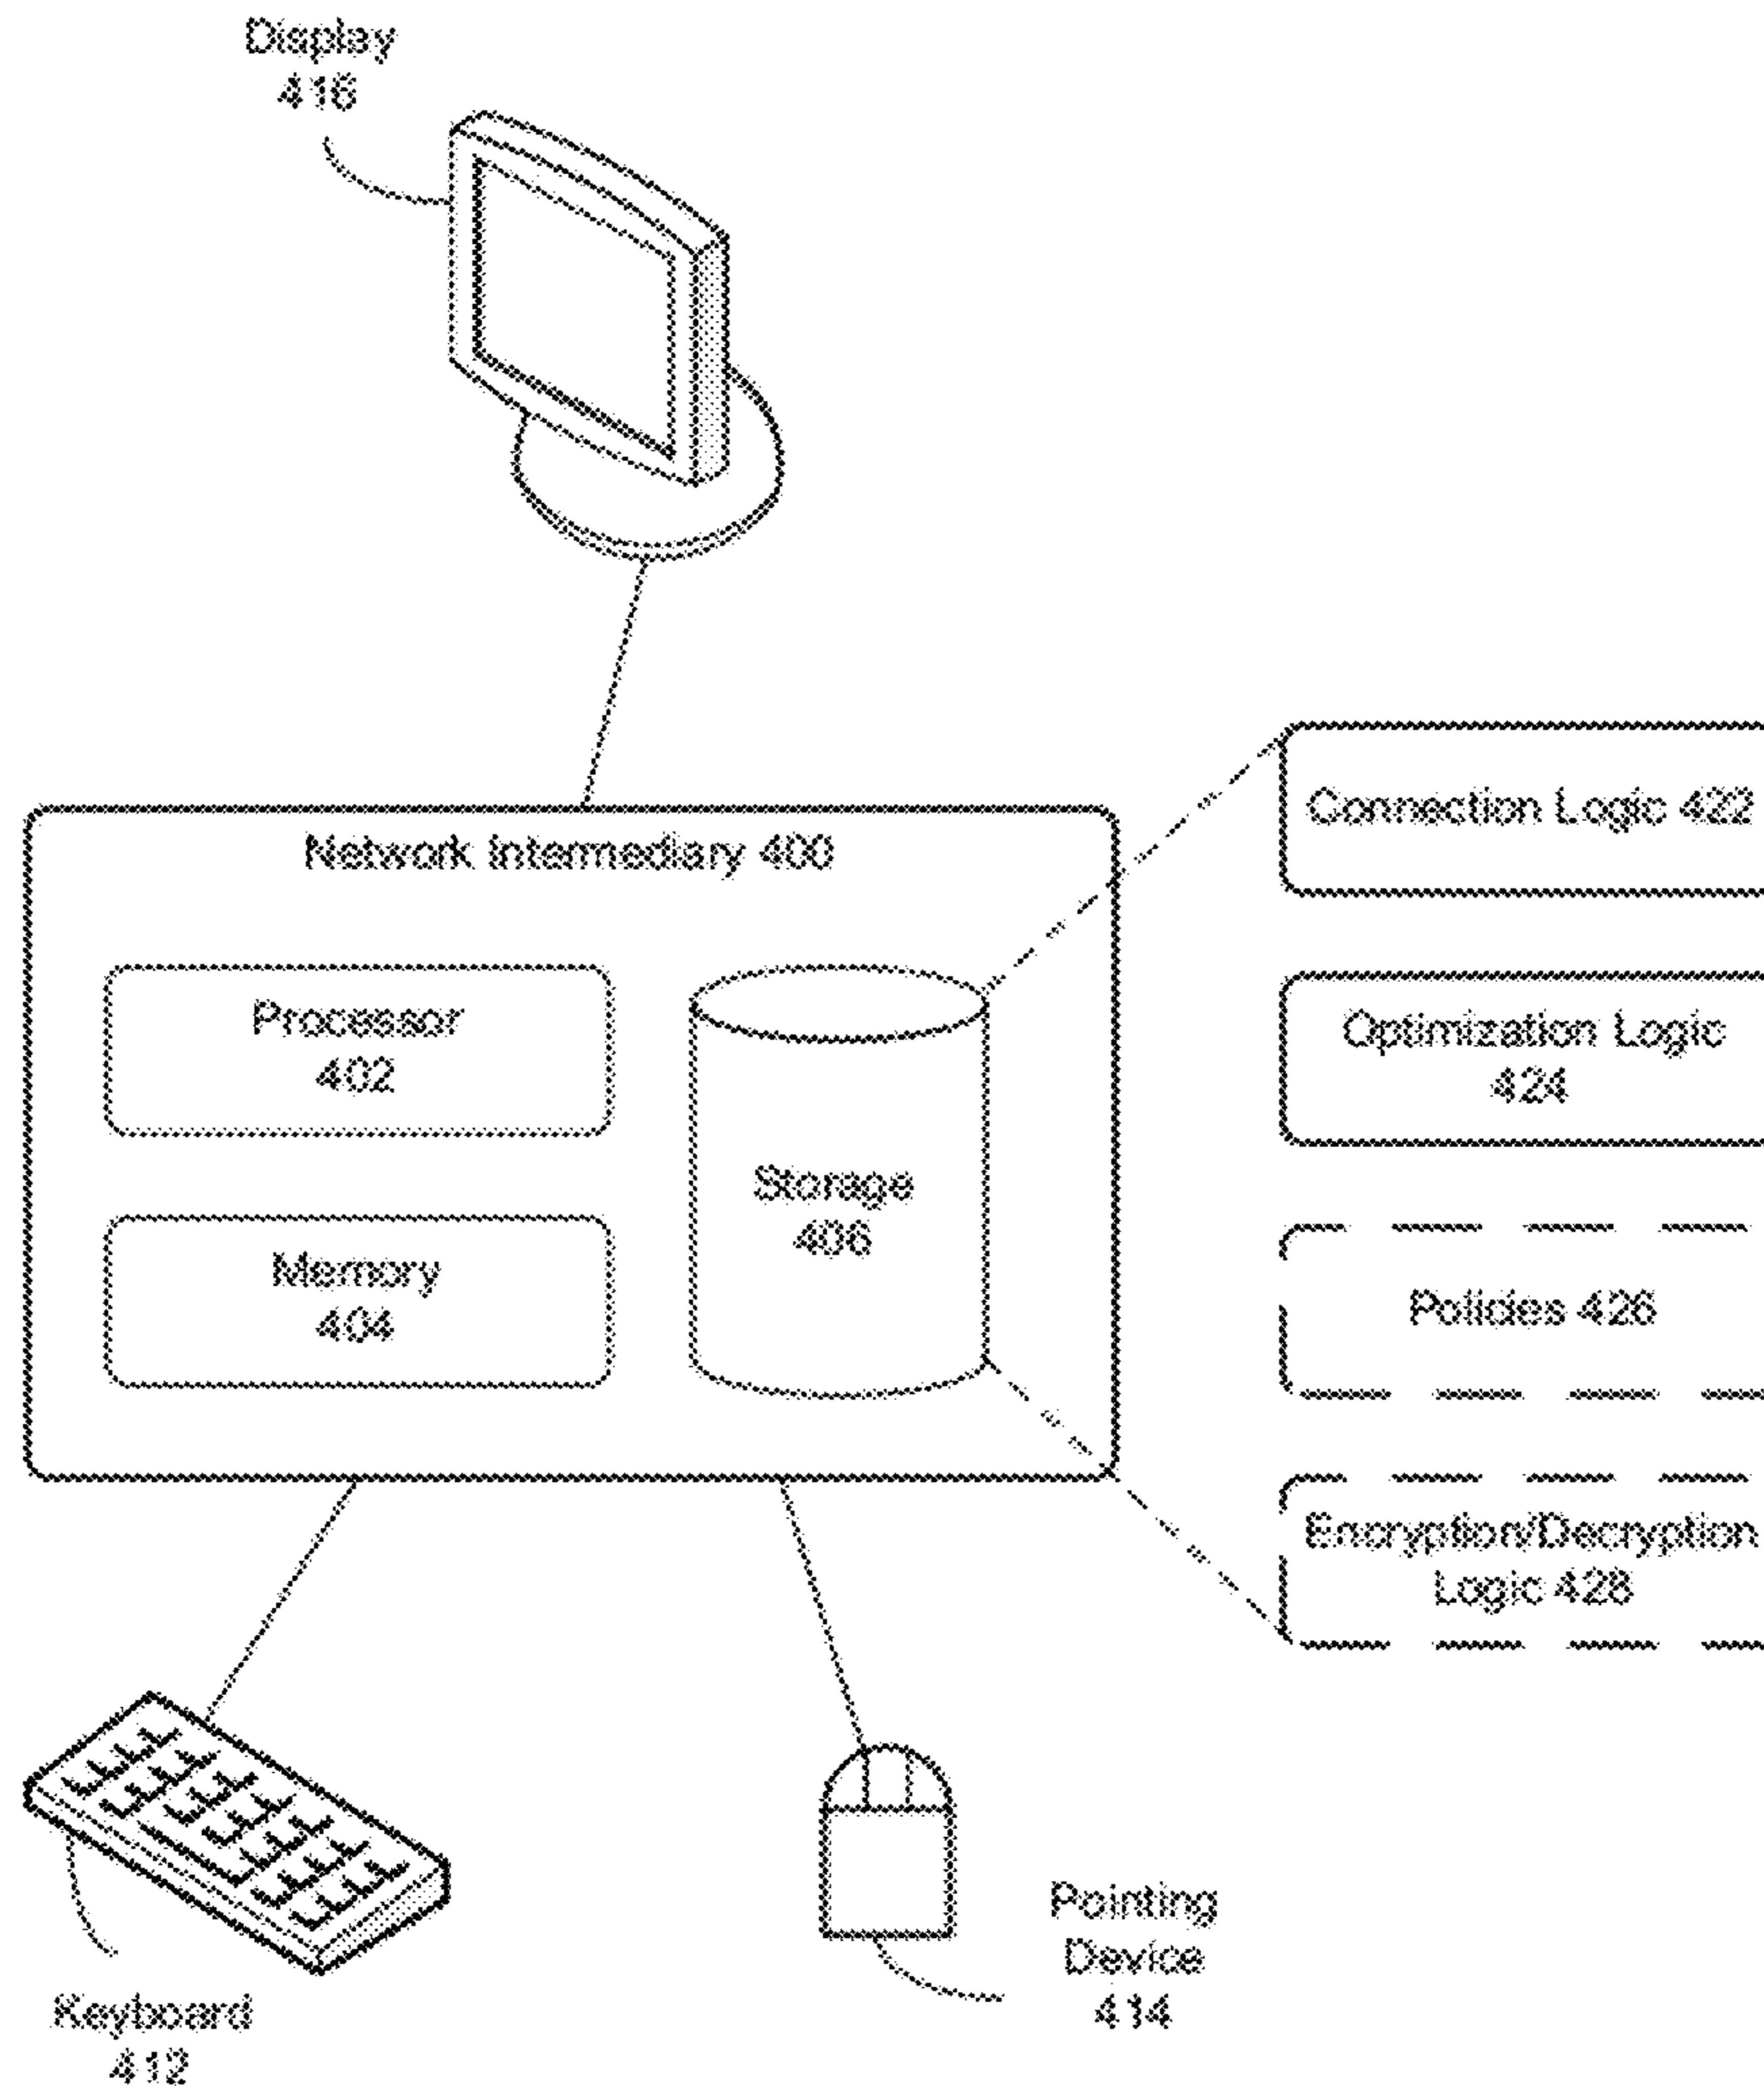 Display
416
Network Intermediary 400
Processor
402
Memory
404
Storage
406
Connection Logic 422
Optimization Logic
424
Policies 426
Encryption/Decryption
Logic 428
Keyboard
412
Pointing
Device
414